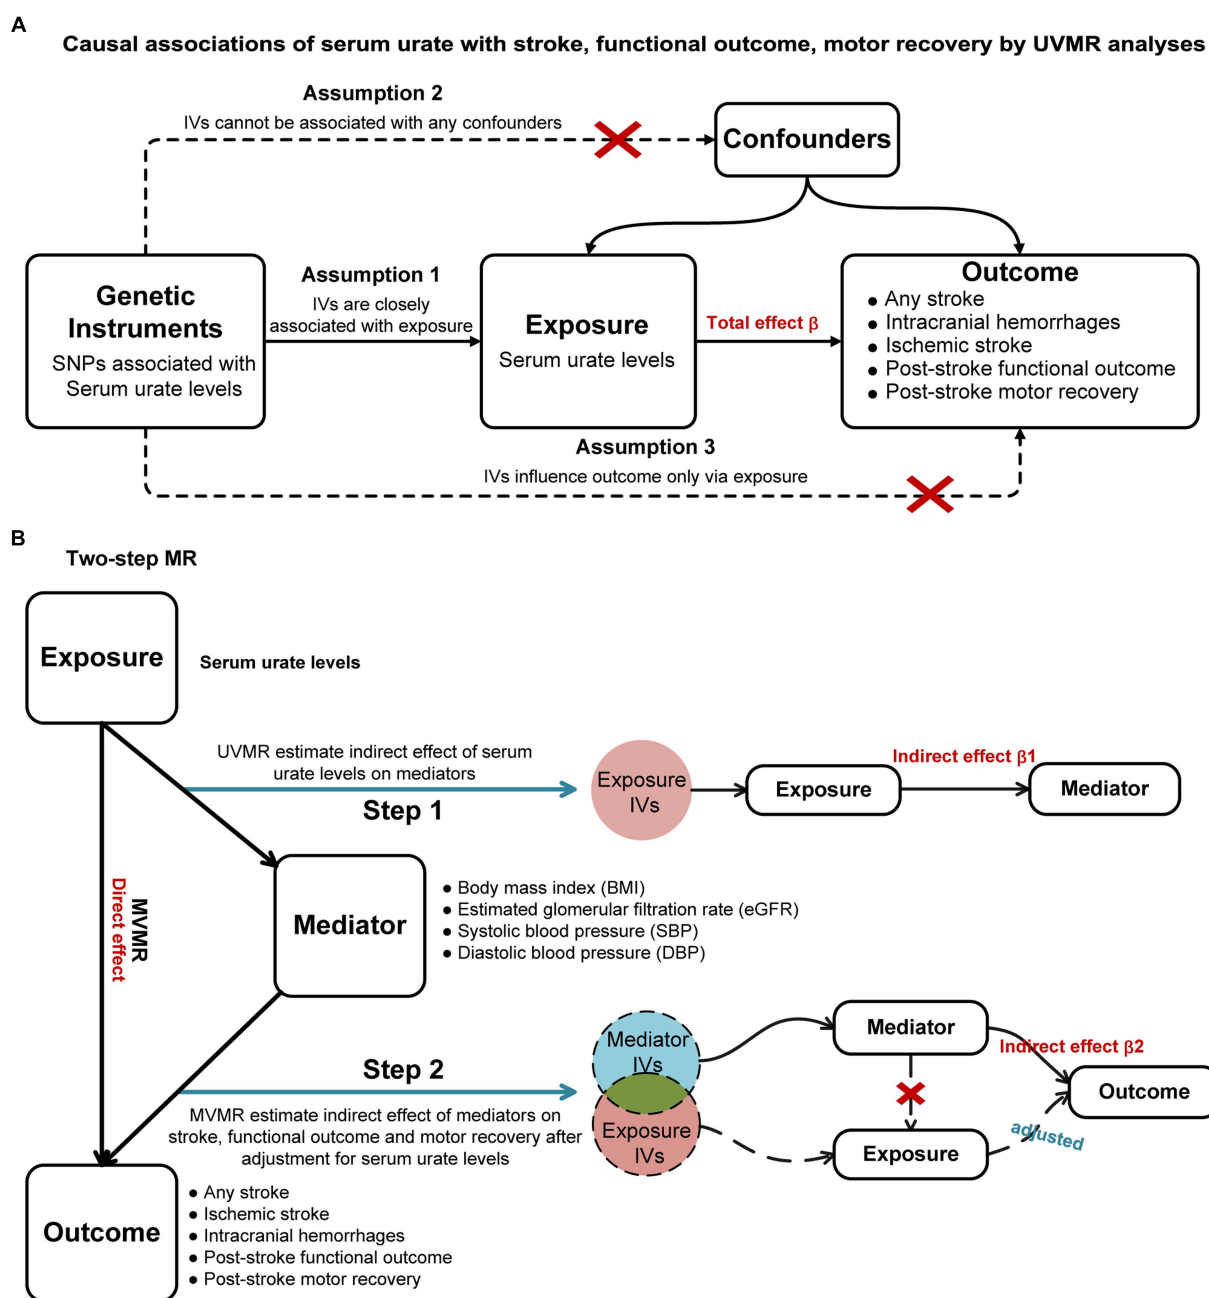 A
Causal associations of serum urate with stroke, functional outcome, motor recovery by UVMR analyses
Assumption 2
IVs cannot be associated with any confounders
Confounders
Genetic
Instruments
SNPs associated with
Serum urate levels
Assumption 1
IVs are closely
associated with exposure
Exposure
Serum urate levels
Total effect β
Outcome
● Any stroke
● Intracranial hemorrhages
● Ischemic stroke
● Post-stroke functional outcome
● Post-stroke motor recovery
Assumption 3
IVs influence outcome only via exposure
B
Two-step MR
Exposure
Serum urate levels
UVMR estimate indirect effect of serum
urate levels on mediators
Step 1
Exposure
IVs
Exposure
Indirect effect β1
Mediator
MVMR
Direct effect
Mediator
● Body mass index (BMI)
● Estimated glomerular filtration rate (eGFR)
● Systolic blood pressure (SBP)
● Diastolic blood pressure (DBP)
Step 2
MVMR estimate indirect effect of mediators on
stroke, functional outcome and motor recovery after
adjustment for serum urate levels
Mediator
IVs
Exposure
IVs
Mediator
Indirect effect β2
Outcome
Exposure
adjusted
Outcome
● Any stroke
● Ischemic stroke
● Intracranial hemorrhages
● Post-stroke functional outcome
● Post-stroke motor recovery